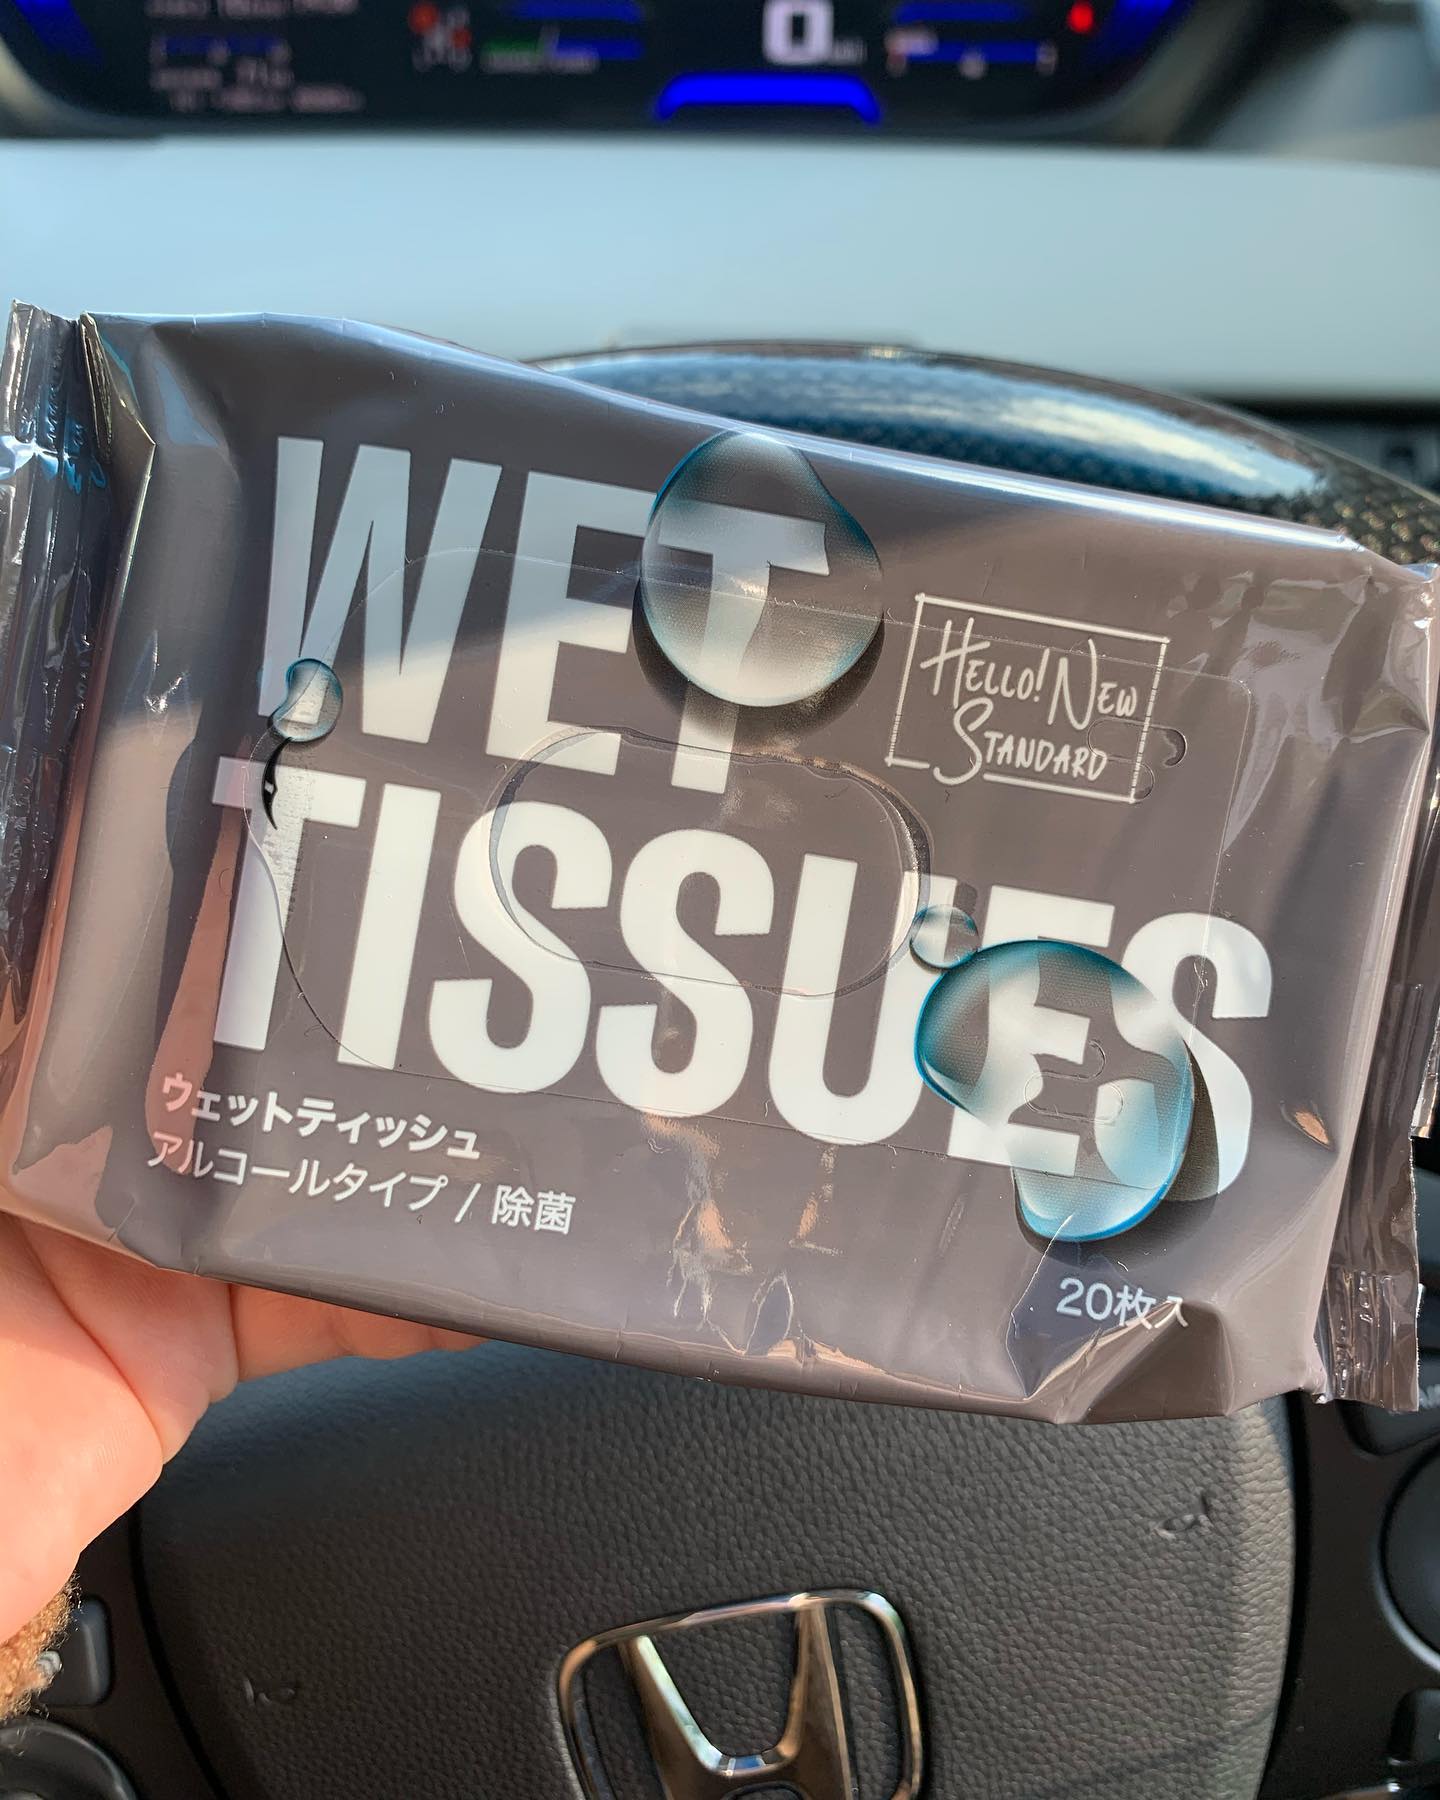 0
WET
TISSUES
HELLO! NEW
STANDARD
ウェットティッシュ
アルコールタイプ / 除菌
20枚入